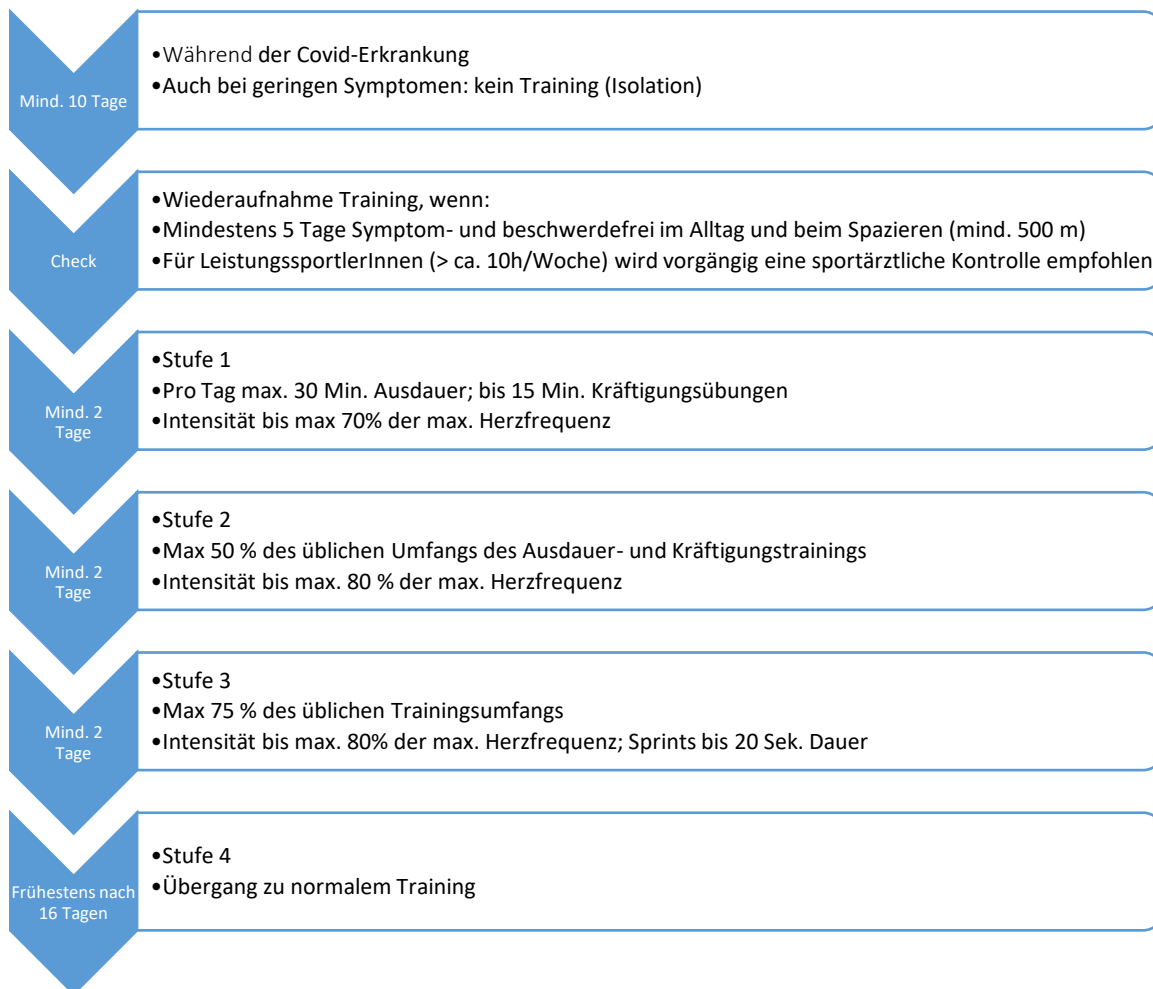 Mind. 10 Tage
•Während der Covid-Erkrankung
•Auch bei geringen Symptomen: kein Training (Isolation)
Check
•Wiederaufnahme Training, wenn:
•Mindestens 5 Tage Symptom- und beschwerdefrei im Alltag und beim Spazieren (mind. 500 m)
•Für LeistungssportlerInnen (> ca. 10h/Woche) wird vorgängig eine sportärztliche Kontrolle empfohlen
Mind. 2
Tage
•Stufe 1
•Pro Tag max. 30 Min. Ausdauer; bis 15 Min. Kräftigungsübungen
•Intensität bis max 70% der max. Herzfrequenz
Mind. 2
Tage
•Stufe 2
•Max 50 % des üblichen Umfangs des Ausdauer- und Kräftigungstrainings
•Intensität bis max. 80 % der max. Herzfrequenz
Mind. 2
Tage
•Stufe 3
•Max 75 % des üblichen Trainingsumfangs
•Intensität bis max. 80% der max. Herzfrequenz; Sprints bis 20 Sek. Dauer
Frühestens nach
16 Tagen
•Stufe 4
•Übergang zu normalem Training